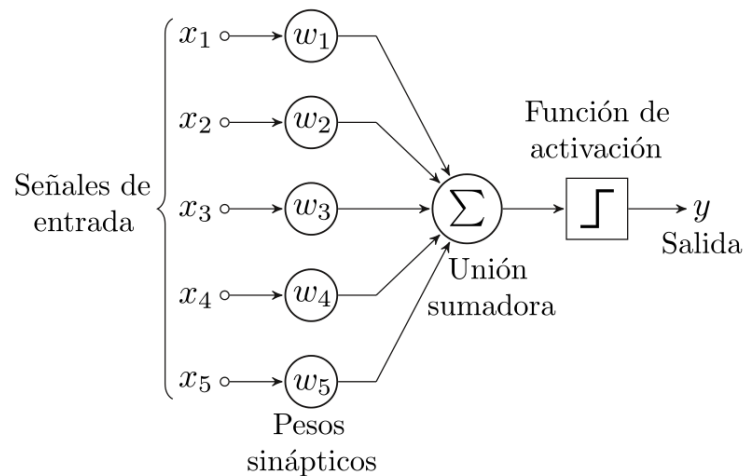 x1
w1
x2
w2
Función de
activación
Señales de
entrada
x3
w3
∑
y
Salida
Unión
sumadora
x4
w4
x5
w5
Pesos
sinápticos